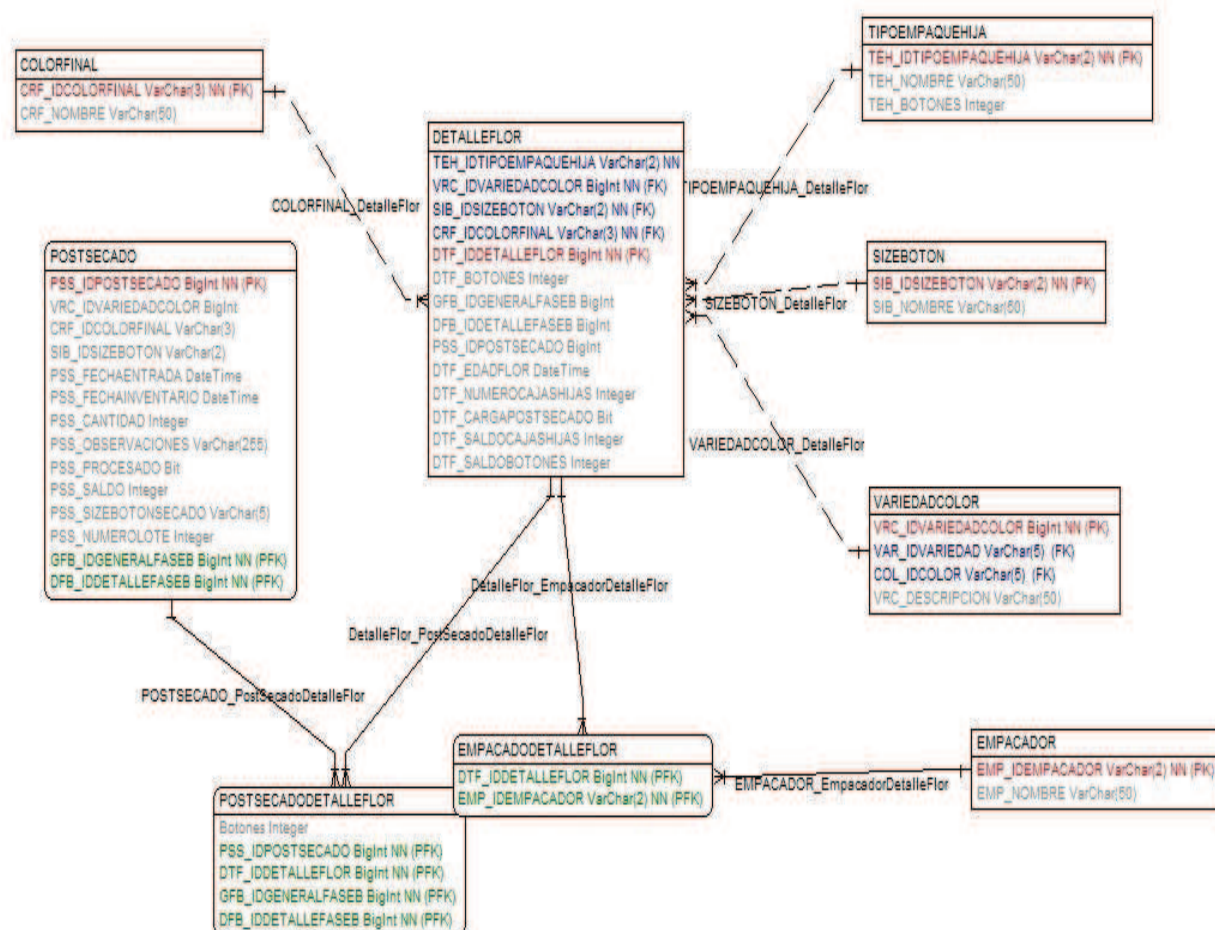 TIPOEMPAQUEHIJA
TEH_IDTIPOEMPAQUEHIJA VarChar(2) NN (PK)
TEH_NOMBRE VarChar(50)
TEH_BOTONES Integer
COLORFINAL
CRF_IDCOLORFINAL VarChar(3) NN (PK)
CRF_NOMBRE VarChar(50)
DETALLEFLOR
TEH_IDTIPOEMPAQUEHIJA VarChar(2) NN
VRC_IDVARIEDADCOLOR BigInt NN (FK)
SIB_IDSIZEBOTON VarChar(2) NN (FK)
CRF_IDCOLORFINAL VarChar(3) NN (FK)
DTF_IDDETALLEFLOR BigInt NN (PK)
DTF_BOTONES Integer
GFB_IDGENERALFASEB BigInt
DFB_IDDETALLEFASEB BigInt
PSS_IDPOSTSECADO BigInt
DTF_EDADFLOR DateTime
DTF_NUMEROCAJASHIJAS Integer
DTF_CARGAPOSTSECADO Bit
DTF_SALDOCAJASHIJAS Integer
DTF_SALDOBOTONES Integer
TIPOEMPAQUEHIJA_DetalleFlor
COLORFINAL_DetalleFlor
POSTSECADO
PSS_IDPOSTSECADO BigInt NN (PK)
VRC_IDVARIEDADCOLOR BigInt
CRF_IDCOLORFINAL VarChar(3)
SIB_IDSIZEBOTON VarChar(2)
PSS_FECHAENTRADA DateTime
PSS_FECHAINVENTARIO DateTime
PSS_CANTIDAD Integer
PSS_OBSERVACIONES VarChar(255)
PSS_PROCESADO Bit
PSS_SALDO Integer
PSS_SIZEBOTONSECADO VarChar(5)
PSS_NUMEROLOTE Integer
GFB_IDGENERALFASEB BigInt NN (PFK)
DFB_IDDETALLEFASEB BigInt NN (PFK)
SIZEBOTON
SIB_IDSIZEBOTON VarChar(2) NN (PK)
SIB_NOMBRE VarChar(50)
SIZEBOTON_DetalleFlor
VARIEDADCOLOR_DetalleFlor
VARIEDADCOLOR
VRC_IDVARIEDADCOLOR BigInt NN (PK)
VAR_IDVARIEDAD VarChar(5) (FK)
COL_IDCOLOR VarChar(5) (FK)
VRC_DESCRIPCION VarChar(50)
DetalleFlor_EmpacadorDetalleFlor
DetalleFlor_PostSecadoDetalleFlor
POSTSECADO_PostSecadoDetalleFlor
EMPACADODETALLEFLOR
DTF_IDDETALLEFLOR BigInt NN (PFK)
EMP_IDEMPACADOR VarChar(2) NN (PFK)
EMPACADOR_EmpacadorDetalleFlor
EMPACADOR
EMP_IDEMPACADOR VarChar(2) NN (PK)
EMP_NOMBRE VarChar(50)
POSTSECADODETALLEFLOR
Botones Integer
PSS_IDPOSTSECADO BigInt NN (PFK)
DTF_IDDETALLEFLOR BigInt NN (PFK)
GFB_IDGENERALFASEB BigInt NN (PFK)
DFB_IDDETALLEFASEB BigInt NN (PFK)